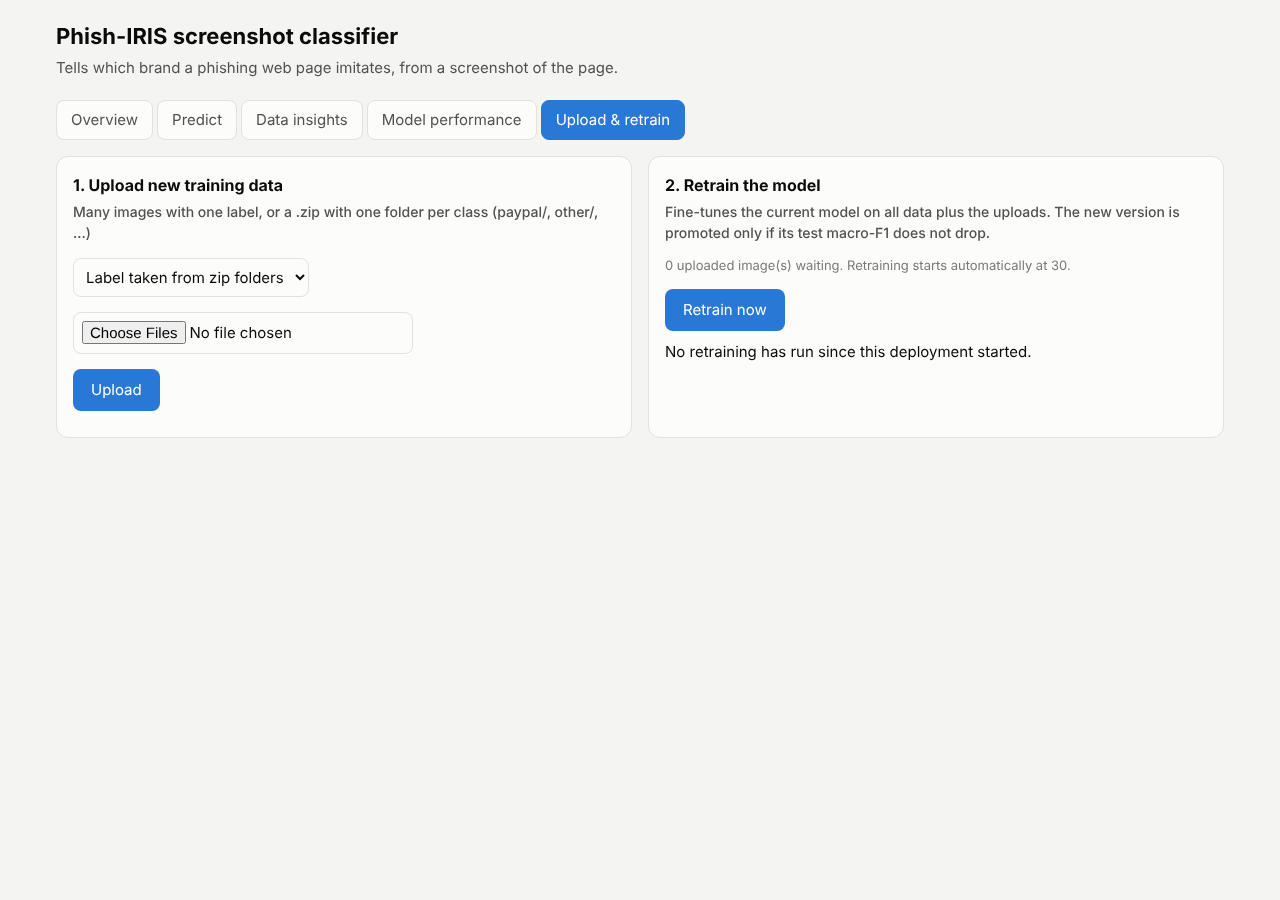 Phish-IRIS screenshot classifier
Tells which brand a phishing web page imitates, from a screenshot of the page.
Overview
Predict
Data insights
Model performance
Upload & retrain
1. Upload new training data
Many images with one label, or a .zip with one folder per class (paypal/, other/,
...)
Label taken from zip folders
Choose Files No file chosen
Upload
2. Retrain the model
Fine-tunes the current model on all data plus the uploads. The new version is
promoted only if its test macro-F1 does not drop.
0 uploaded image(s) waiting. Retraining starts automatically at 30.
Retrain now
No retraining has run since this deployment started.